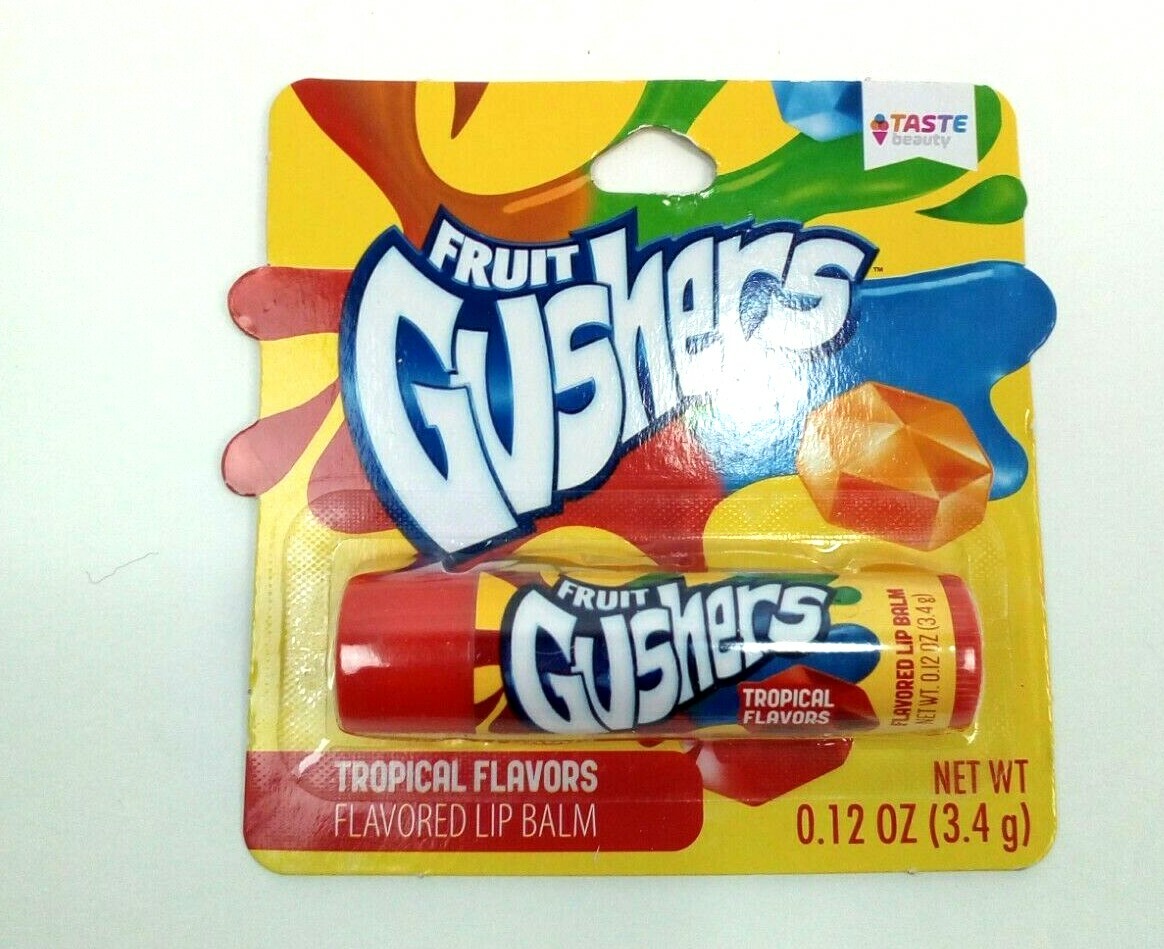 TASTE
beauty
FRUIT
GUSHERS™
FRUIT
GUSHERS
TROPICAL
FLAVORS
FLAVORED LIP BALM
NET WT. 0.12 OZ (3.4 g)
TROPICAL FLAVORS
FLAVORED LIP BALM
NET WT
0.12 OZ (3.4 g)